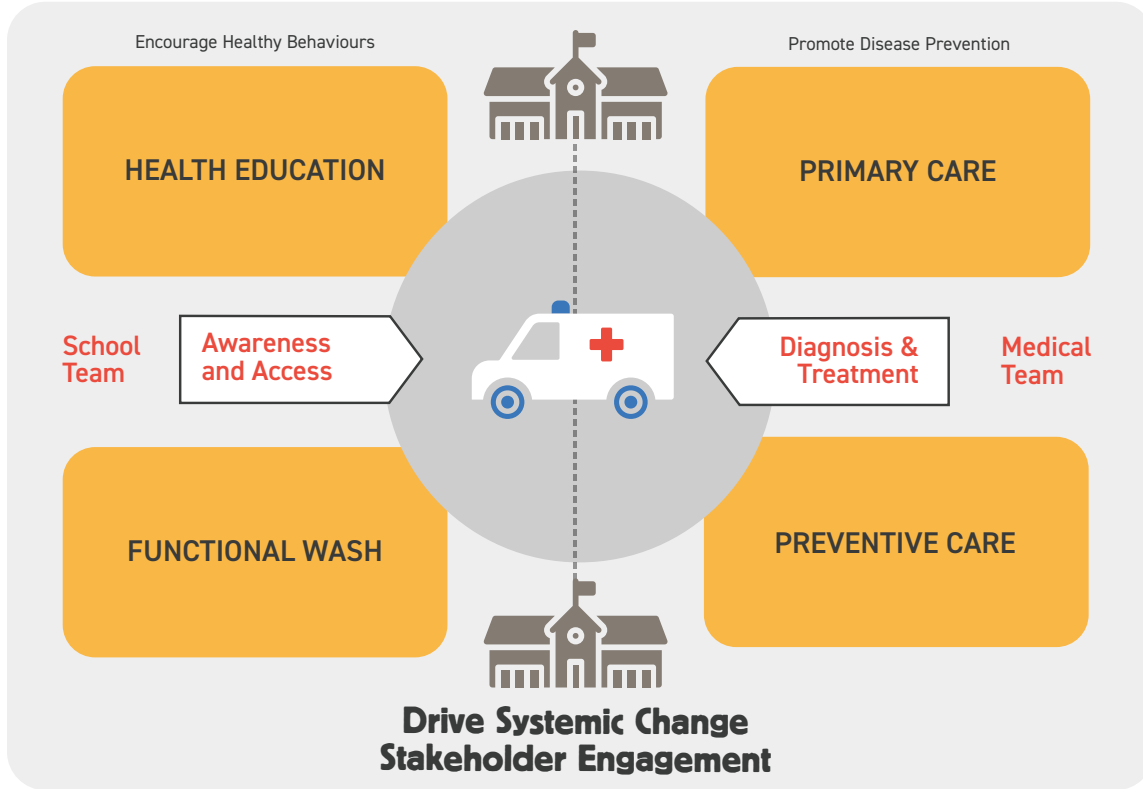 Encourage Healthy Behaviours
Promote Disease Prevention
HEALTH EDUCATION
PRIMARY CARE
School
Team
Awareness
and Access
Diagnosis &
Treatment
Medical
Team
FUNCTIONAL WASH
PREVENTIVE CARE
Drive Systemic Change
Stakeholder Engagement